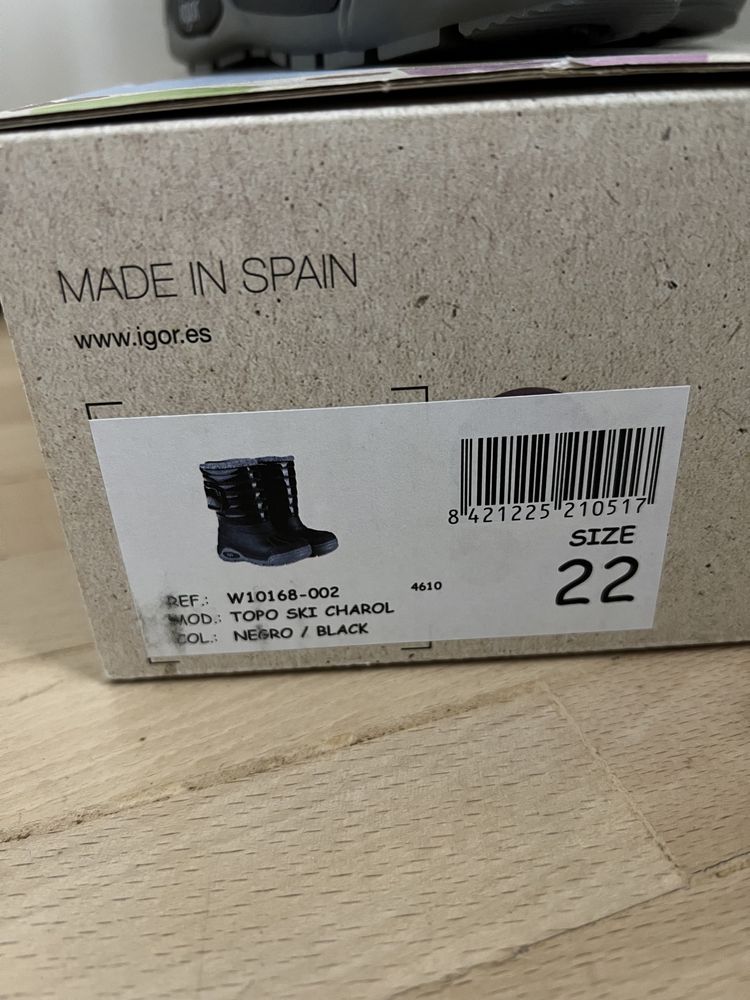 MADE IN SPAIN
www.igor.es
8 421225 210517
SIZE
22
REF.: W10168-002
4610
MOD.: TOPO SKI CHAROL
COL.: NEGRO / BLACK